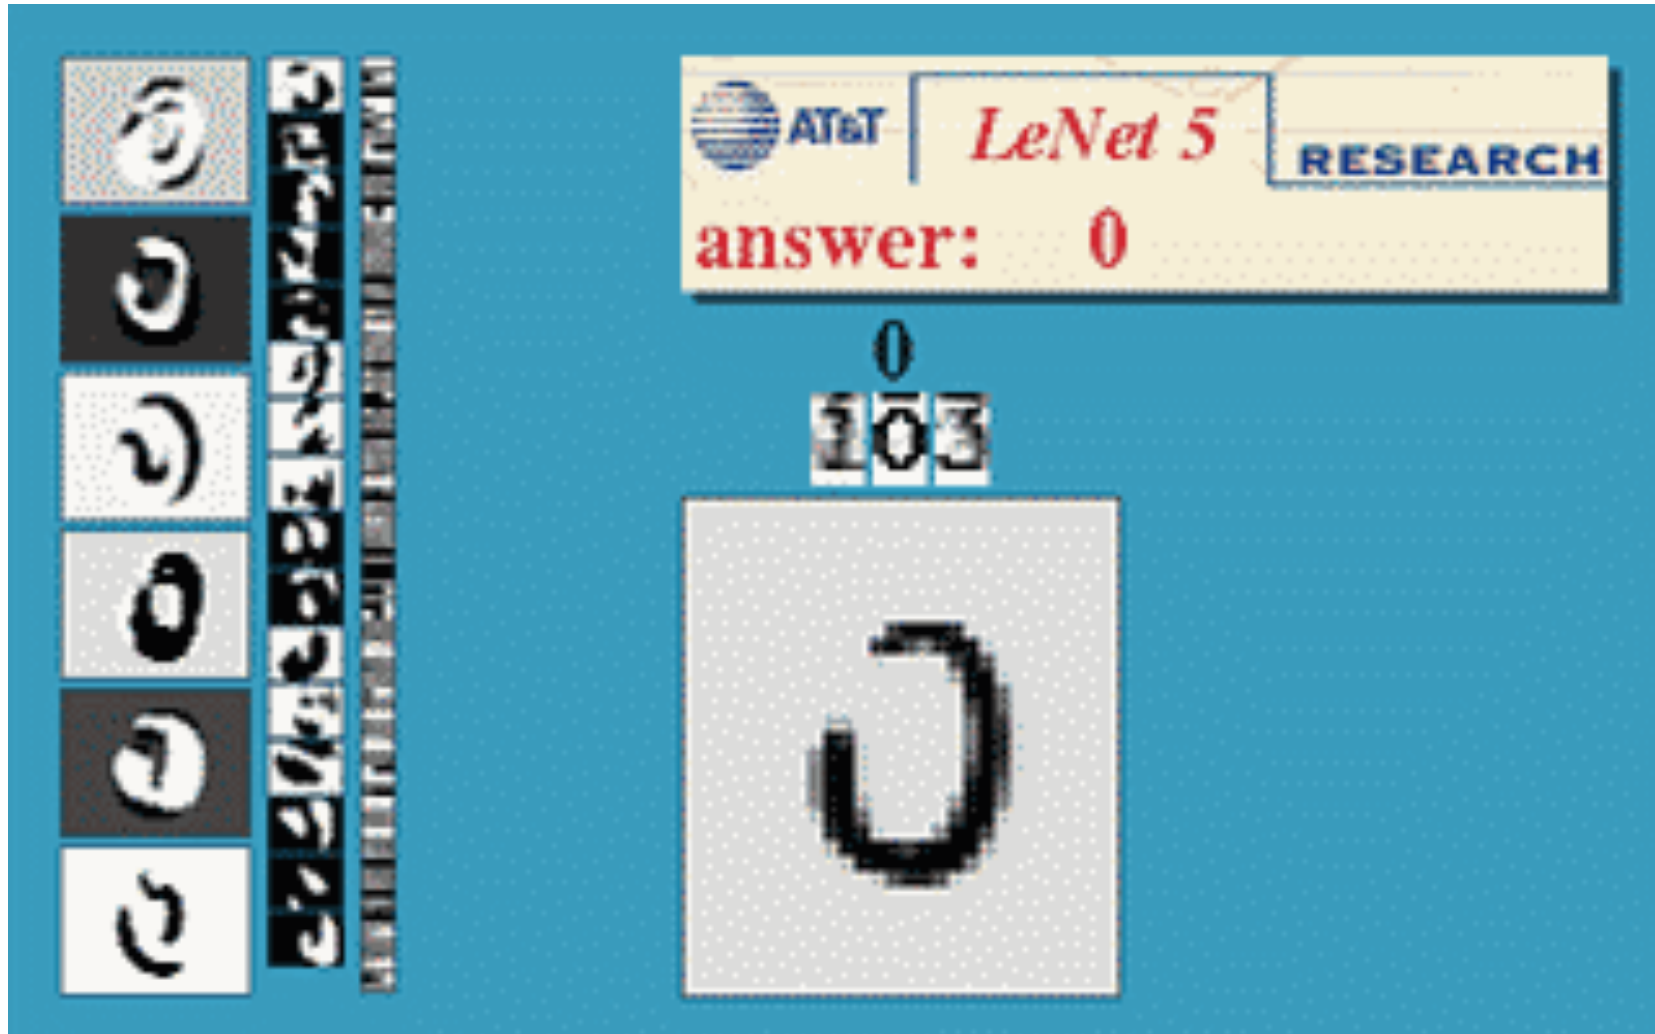 AT&T
LeNet 5
RESEARCH
answer: 0
0
103